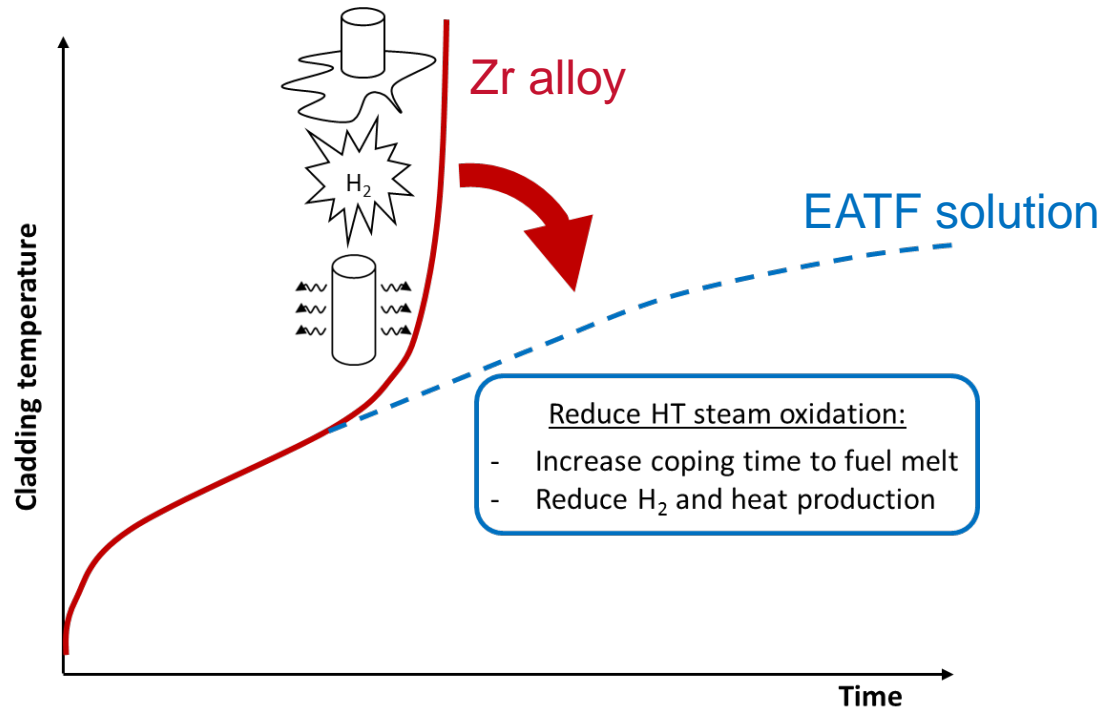 Zr alloy
H₂
EATF solution
Cladding temperature
Reduce HT steam oxidation:
- Increase coping time to fuel melt
- Reduce H₂ and heat production
Time